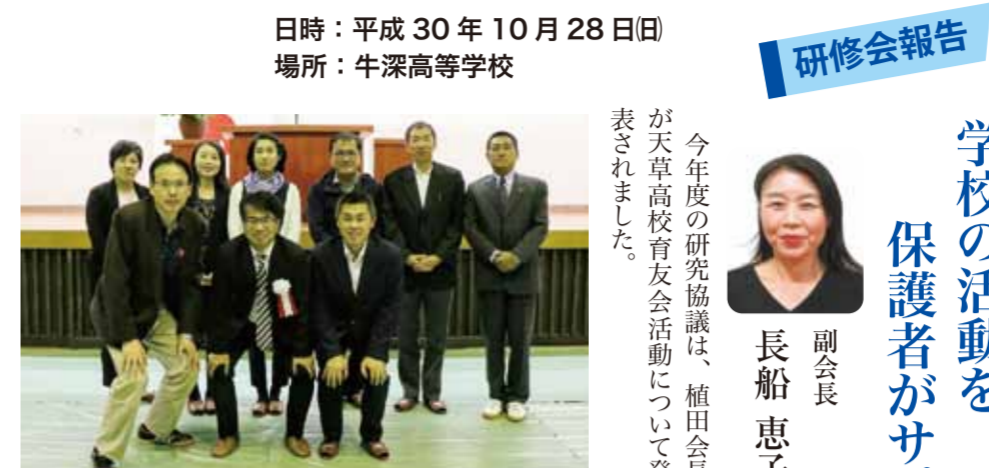 日時：平成 30 年 10 月 28 日㈰
場所：牛深高等学校
研修会報告
学校の活動を
保護者がサ
副会長
長船 恵子
今年度の研究協議は、植田会長
が天草高校育友会活動について発
表されました。